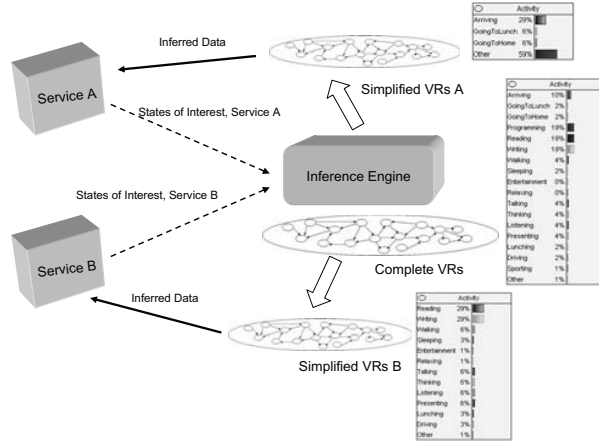 Activity
Arriving 29%
GoingToLunch 6%
GoingToHome 6%
Other 59%
Inferred Data
Simplified VRs A
Service A
States of Interest, Service A
Inference Engine
Activity
Arriving 10%
GoingToLunch 2%
GoingToHome 2%
Programming 19%
Reading 19%
Writing 19%
Walking 4%
Sleeping 2%
Entertainment 0%
Relaxing 0%
Talking 4%
Thinking 4%
Listening 4%
Presenting 4%
Lunching 2%
Driving 2%
Sporting 1%
Other 1%
States of Interest, Service B
Service B
Complete VRs
Inferred Data
Simplified VRs B
Activity
Reading 29%
Writing 29%
Walking 6%
Sleeping 3%
Entertainment 1%
Relaxing 1%
Talking 6%
Thinking 6%
Listening 6%
Presenting 6%
Lunching 3%
Driving 3%
Other 1%